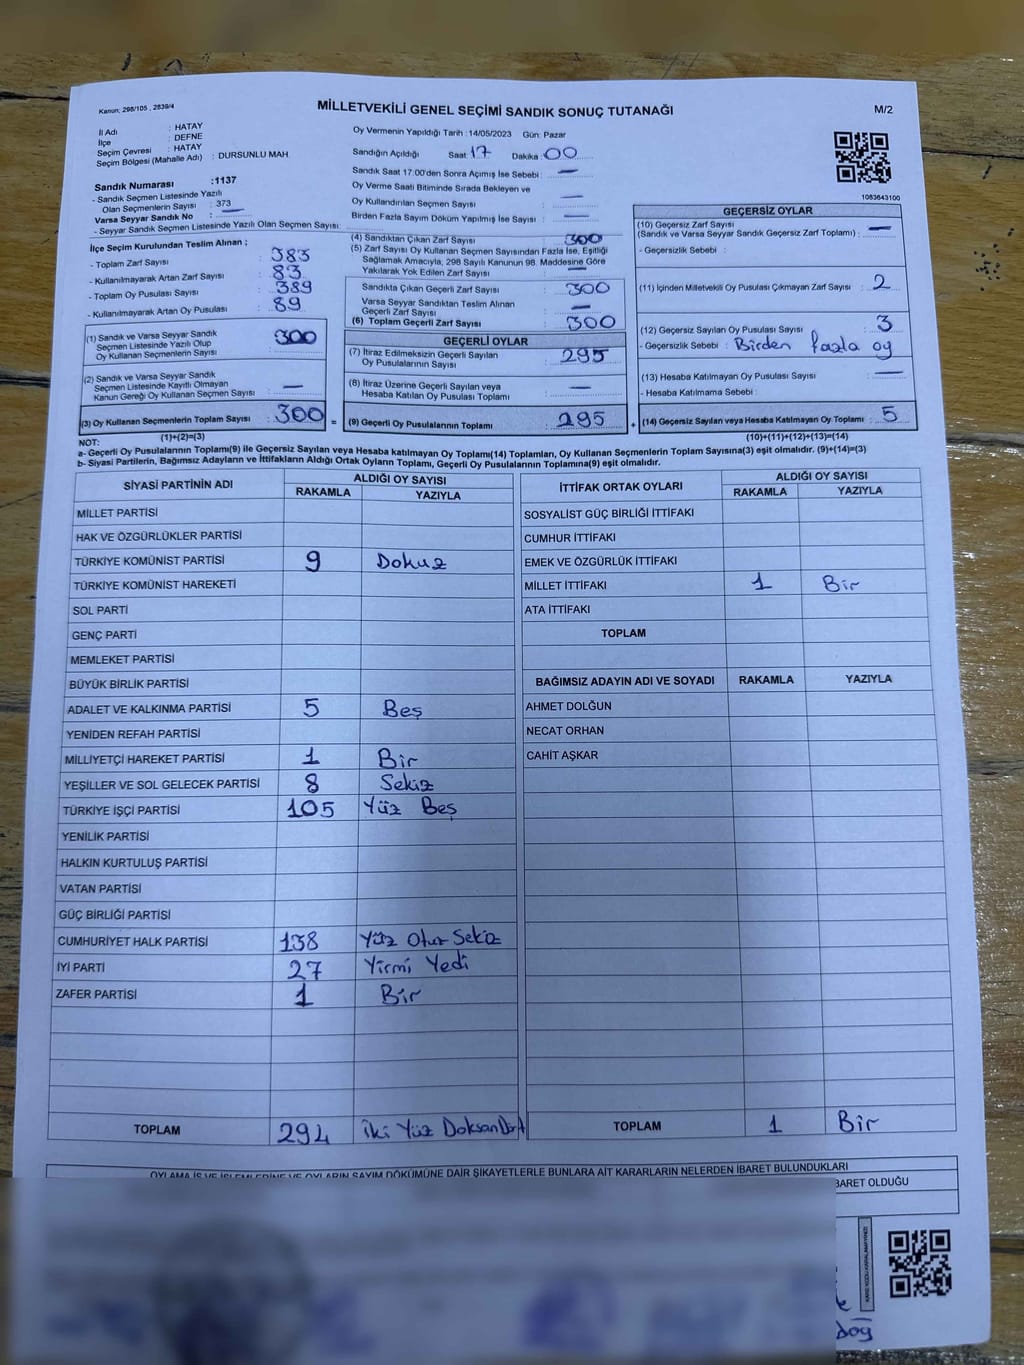 Kanun: 298/105 , 2839/4
MİLLETVEKİLİ GENEL SEÇİMİ SANDIK SONUÇ TUTANAĞI
M/2
İl Adı : HATAY
İlçe : DEFNE
Seçim Çevresi : HATAY
Seçim Bölgesi (Mahalle Adı) : DURSUNLU MAH
Sandık Numarası :1137
- Sandık Seçmen Listesinde Yazılı
Olan Seçmenlerin Sayısı : 373
Varsa Seyyar Sandık No : —
- Seyyar Sandık Seçmen Listesinde Yazılı Olan Seçmen Sayısı:
Oy Vermenin Yapıldığı Tarih : 14/05/2023 Gün: Pazar
Sandığın Açıldığı Saat: 17 Dakika: 00
Sandık Saat 17:00'den Sonra Açımış İse Sebebi : —
Oy Verme Saati Bitiminde Sırada Bekleyen ve
Oy Kullandırılan Seçmen Sayısı : —
Birden Fazla Sayım Döküm Yapılmış İse Sayısı : —
1083643100
İlçe Seçim Kurulundan Teslim Alınan ;
- Toplam Zarf Sayısı : 383
- Kullanılmayarak Artan Zarf Sayısı : 83
- Toplam Oy Pusulası Sayısı : 389
- Kullanılmayarak Artan Oy Pusulası : 89
(4) Sandıktan Çıkan Zarf Sayısı : 300
(5) Zarf Sayısı Oy Kullanan Seçmen Sayısından Fazla İse, Eşitliği
Sağlamak Amacıyla, 298 Sayılı Kanunun 98. Maddesine Göre
Yakılarak Yok Edilen Zarf Sayısı : —
Sandıkta Çıkan Geçerli Zarf Sayısı : 300
Varsa Seyyar Sandıktan Teslim Alınan
Geçerli Zarf Sayısı : —
(6) Toplam Geçerli Zarf Sayısı : 300
GEÇERSİZ OYLAR
(10) Geçersiz Zarf Sayısı
(Sandık ve Varsa Seyyar Sandık Geçersiz Zarf Toplamı) : —
- Geçersizlik Sebebi :
(11) İçinden Milletvekili Oy Pusulası Çıkmayan Zarf Sayısı : 2
(12) Geçersiz Sayılan Oy Pusulası Sayısı : 3
- Geçersizlik Sebebi : Birden fazla oy
(13) Hesaba Katılmayan Oy Pusulası Sayısı : —
- Hesaba Katılmama Sebebi :
(14) Geçersiz Sayılan veya Hesaba Katılmayan Oy Toplamı : 5
(10)+(11)+(12)+(13)=(14)
(1) Sandık ve Varsa Seyyar Sandık
Seçmen Listesinde Yazılı Olup
Oy Kullanan Seçmenlerin Sayısı : 300
(2) Sandık ve Varsa Seyyar Sandık
Seçmen Listesinde Kayıtlı Olmayan
Kanun Gereği Oy Kullanan Seçmen Sayısı : —
(3) Oy Kullanan Seçmenlerin Toplam Sayısı : 300 =
(1)+(2)=(3)
GEÇERLİ OYLAR
(7) İtiraz Edilmeksizin Geçerli Sayılan
Oy Pusulalarının Sayısı : 295
(8) İtiraz Üzerine Geçerli Sayılan veya
Hesaba Katılan Oy Pusulası Toplamı : —
(9) Geçerli Oy Pusulalarının Toplamı : 295 +
NOT:
a- Geçerli Oy Pusulalarının Toplamı(9) ile Geçersiz Sayılan veya Hesaba katılmayan Oy Toplamı(14) Toplamları, Oy Kullanan Seçmenlerin Toplam Sayısına(3) eşit olmalıdır. (9)+(14)=(3)
b- Siyasi Partilerin, Bağımsız Adayların ve İttifakların Aldığı Ortak Oyların Toplamı, Geçerli Oy Pusulalarının Toplamına(9) eşit olmalıdır.
SİYASİ PARTİNİN ADI ALDIĞI OY SAYISI
RAKAMLA YAZIYLA
MİLLET PARTİSİ
HAK VE ÖZGÜRLÜKLER PARTİSİ
TÜRKİYE KOMÜNİST PARTİSİ 9 Dokuz
TÜRKİYE KOMÜNİST HAREKETİ
SOL PARTİ
GENÇ PARTİ
MEMLEKET PARTİSİ
BÜYÜK BİRLİK PARTİSİ
ADALET VE KALKINMA PARTİSİ 5 Beş
YENİDEN REFAH PARTİSİ
MİLLİYETÇİ HAREKET PARTİSİ 1 Bir
YEŞİLLER VE SOL GELECEK PARTİSİ 8 Sekiz
TÜRKİYE İŞÇİ PARTİSİ 105 Yüz Beş
YENİLİK PARTİSİ
HALKIN KURTULUŞ PARTİSİ
VATAN PARTİSİ
GÜÇ BİRLİĞİ PARTİSİ
CUMHURİYET HALK PARTİSİ 138 Yüz Otuz Sekiz
İYİ PARTİ 27 Yirmi Yedi
ZAFER PARTİSİ 1 Bir
TOPLAM 294 iki Yüz Doksan Dört
İTTİFAK ORTAK OYLARI ALDIĞI OY SAYISI
RAKAMLA YAZIYLA
SOSYALİST GÜÇ BİRLİĞİ İTTİFAKI
CUMHUR İTTİFAKI
EMEK VE ÖZGÜRLÜK İTTİFAKI
MİLLET İTTİFAKI 1 Bir
ATA İTTİFAKI
TOPLAM
BAĞIMSIZ ADAYIN ADI VE SOYADI RAKAMLA YAZIYLA
AHMET DOLĞUN
NECAT ORHAN
CAHİT AŞKAR
TOPLAM 1 Bir
OYLAMA İŞ VE İŞLEMLERİNE VE OYLARIN SAYIM DÖKÜMÜNE DAİR ŞİKAYETLERLE BUNLARA AİT KARARLARIN NELERDEN İBARET BULUNDUKLARI
BARET OLDUĞU